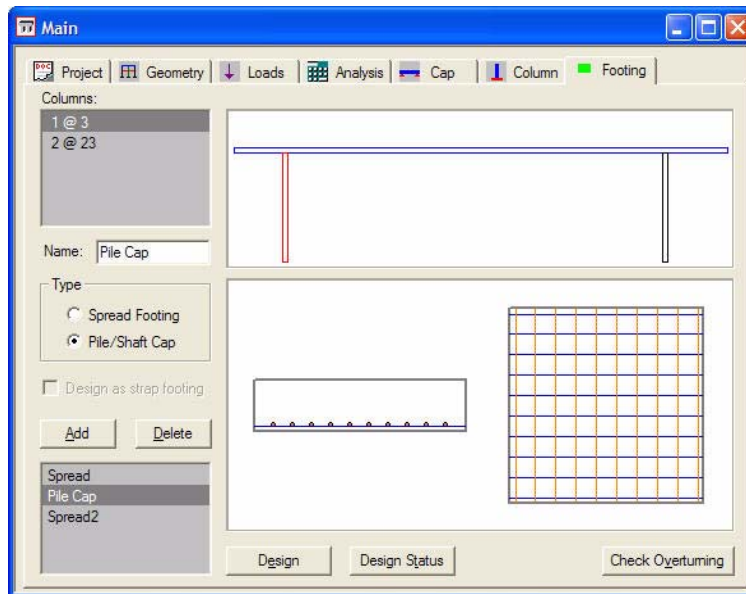 Main
Project Geometry Loads Analysis Cap Column Footing
Columns:
1 @ 3
2 @ 23
Name: Pile Cap
Type
Spread Footing
Pile/Shaft Cap
Design as strap footing
Add Delete
Spread
Pile Cap
Spread2
Design Design Status Check Overturning